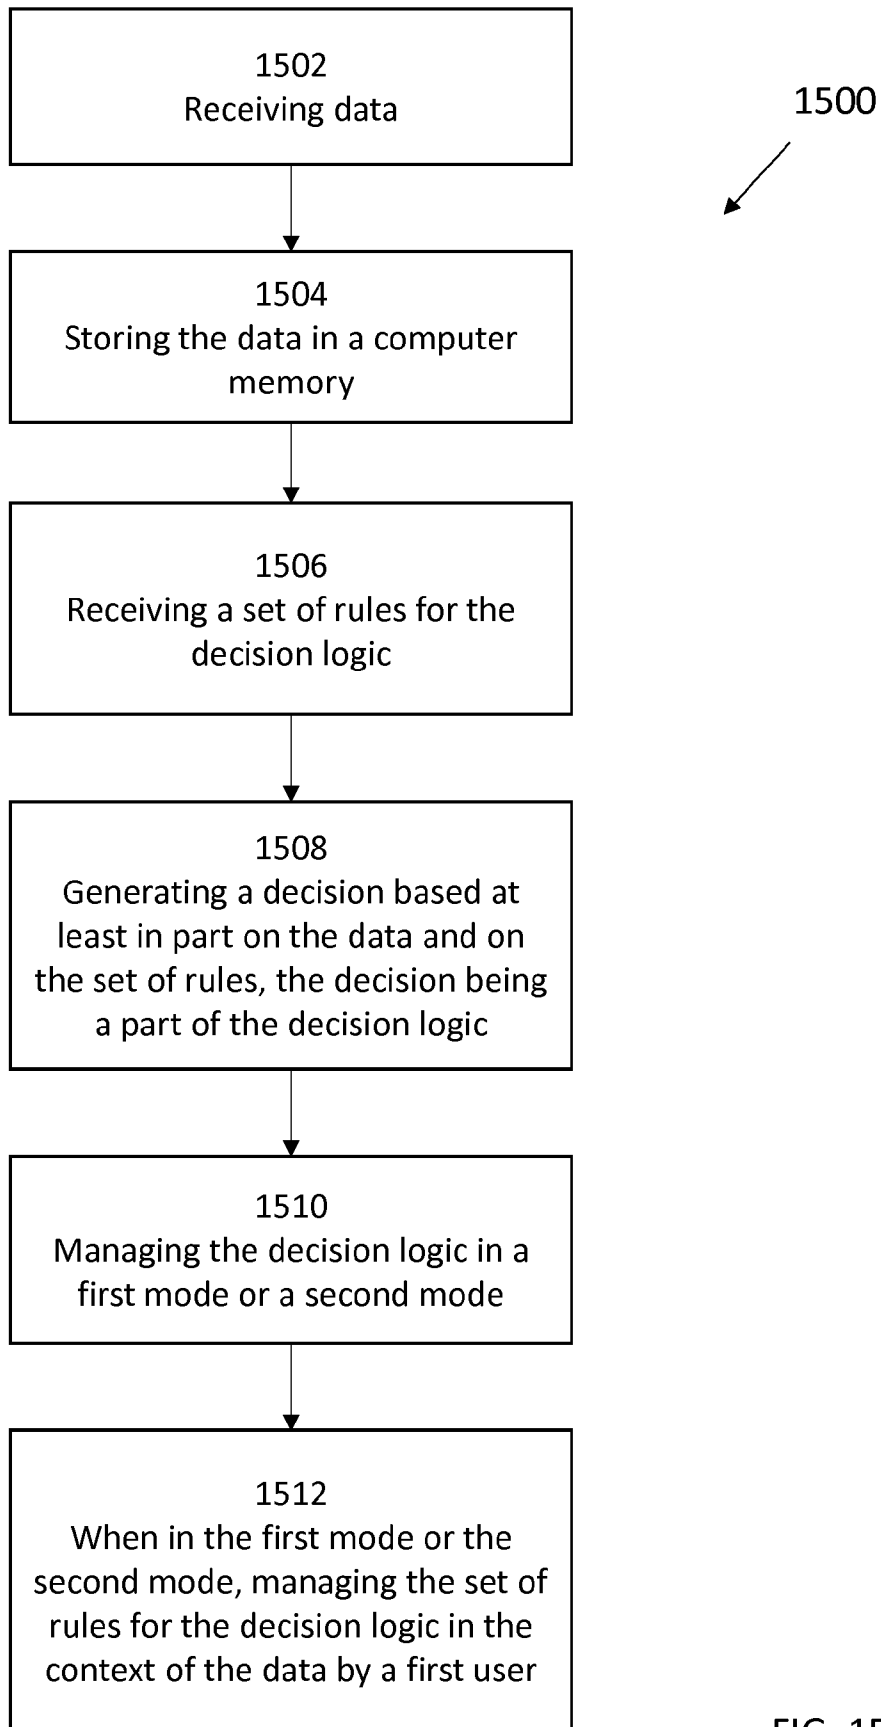 1502
Receiving data
1500
1504
Storing the data in a computer
memory
1506
Receiving a set of rules for the
decision logic
1508
Generating a decision based at
least in part on the data and on
the set of rules, the decision being
a part of the decision logic
1510
Managing the decision logic in a
first mode or a second mode
1512
When in the first mode or the
second mode, managing the set of
rules for the decision logic in the
context of the data by a first user
FIG.